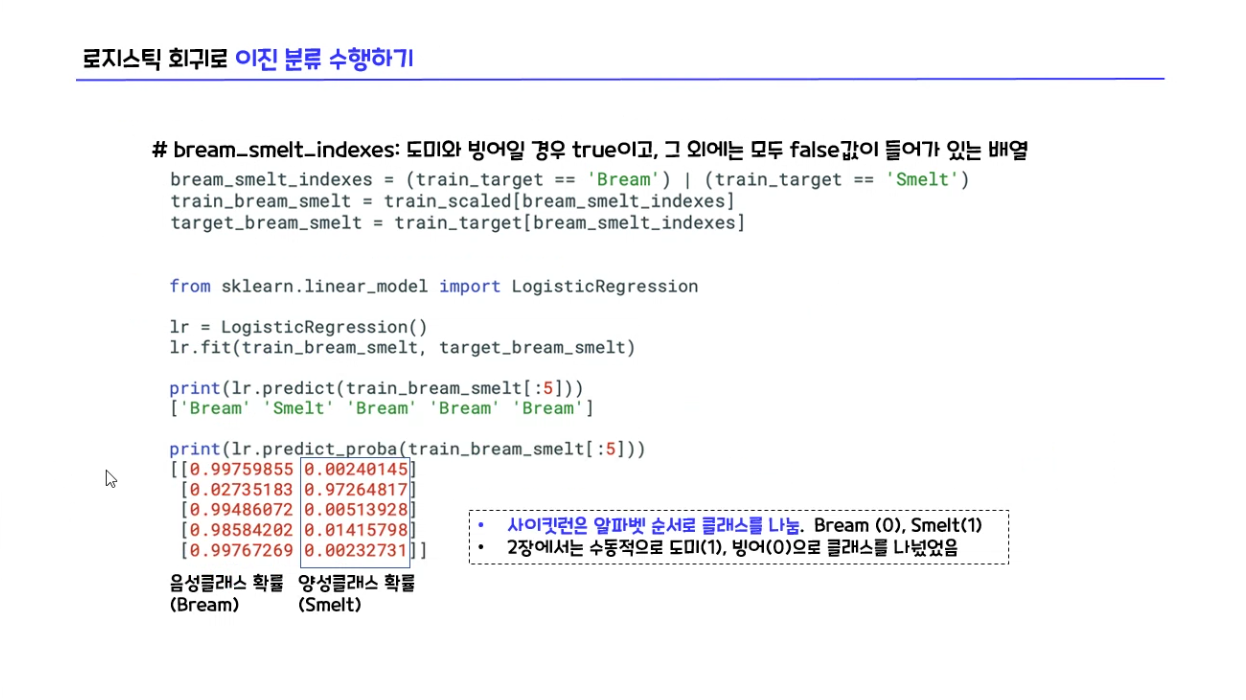 로지스틱 회귀로 이진 분류 수행하기
# bream_smelt_indexes: 도미와 빙어일 경우 true이고, 그 외에는 모두 false값이 들어가 있는 배열
bream_smelt_indexes = (train_target == 'Bream') | (train_target == 'Smelt')
train_bream_smelt = train_scaled[bream_smelt_indexes]
target_bream_smelt = train_target[bream_smelt_indexes]
from sklearn.linear_model import LogisticRegression
lr = LogisticRegression()
lr.fit(train_bream_smelt, target_bream_smelt)
print(lr.predict(train_bream_smelt[:5]))
['Bream' 'Smelt' 'Bream' 'Bream' 'Bream']
print(lr.predict_proba(train_bream_smelt[:5]))
[[0.99759855 0.00240145]
[0.02735183 0.97264817]
[0.99486072 0.00513928]
[0.98584202 0.01415798]
[0.99767269 0.00232731]]
음성클래스 확률 양성클래스 확률
(Bream) (Smelt)
• 사이킷런은 알파벳 순서로 클래스를 나눔. Bream (0), Smelt(1)
• 2장에서는 수동적으로 도미(1), 빙어(0)으로 클래스를 나눴었음